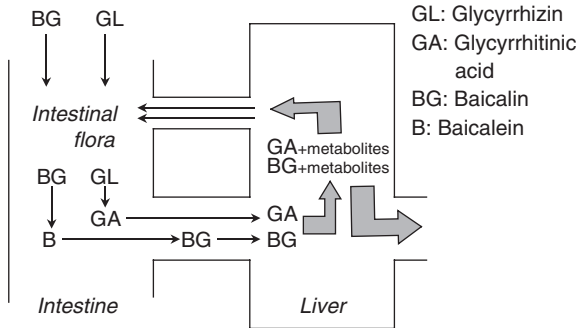 BG GL
Intestinal
flora
BG GL
GA
B
BG
GA
BG
GA+metabolites
BG+metabolites
Intestine
Liver
GL: Glycyrrhizin
GA: Glycyrrhitinic
acid
BG: Baicalin
B: Baicalein